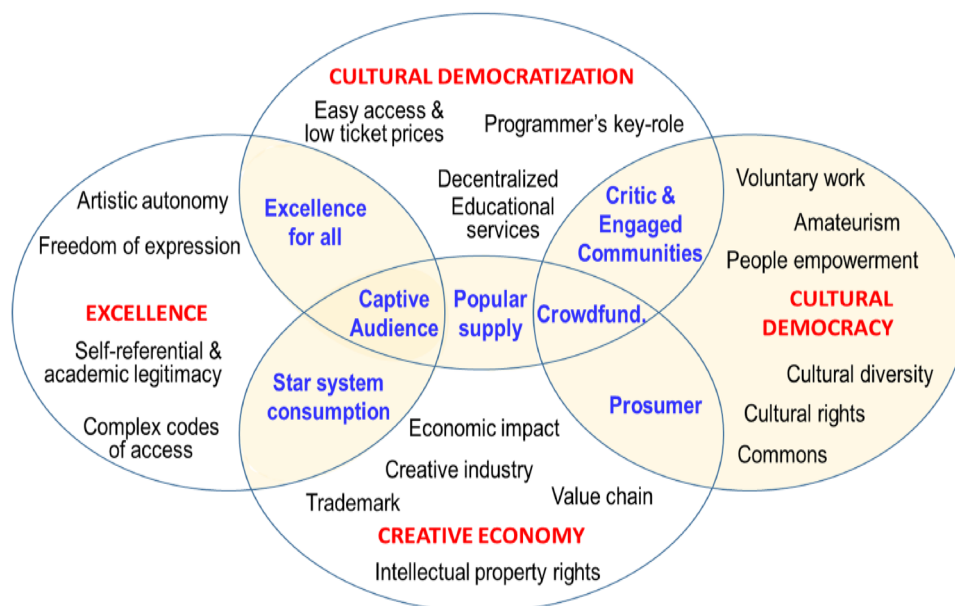 CULTURAL DEMOCRATIZATION
Easy access &
low ticket prices
Programmer's key-role
Decentralized
Educational
services
Artistic autonomy
Freedom of expression
EXCELLENCE
Self-referential &
academic legitimacy
Complex codes
of access
Excellence
for all
Captive
Audience
Star system
consumption
Popular
supply
Critic &
Engaged
Communities
Crowdfund.
Prosumer
Voluntary work
Amateurism
People empowerment
CULTURAL
DEMOCRACY
Cultural diversity
Cultural rights
Commons
Economic impact
Creative industry
Trademark
Value chain
CREATIVE ECONOMY
Intellectual property rights